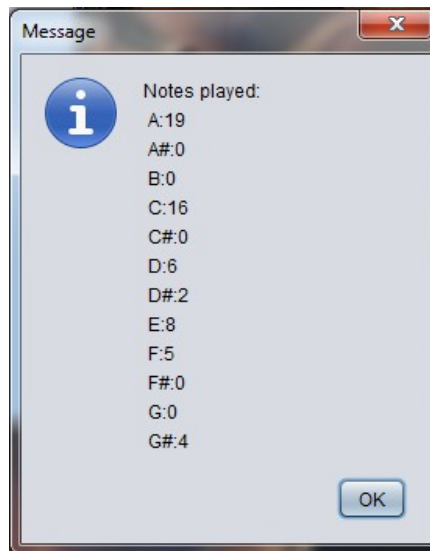 Message
Notes played:
A:19
A#:0
B:0
C:16
C#:0
D:6
D#:2
E:8
F:5
F#:0
G:0
G#:4
OK